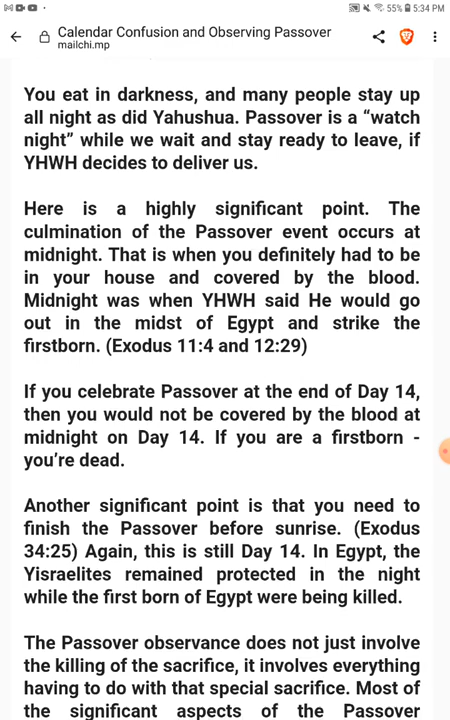 55% 5:34 PM
Calendar Confusion and Observing Passover
mailchi.mp
You eat in darkness, and many people stay up
all night as did Yahushua. Passover is a “watch
night” while we wait and stay ready to leave, if
YHWH decides to deliver us.
Here is a highly significant point. The
culmination of the Passover event occurs at
midnight. That is when you definitely had to be
in your house and covered by the blood.
Midnight was when YHWH said He would go
out in the midst of Egypt and strike the
firstborn. (Exodus 11:4 and 12:29)
If you celebrate Passover at the end of Day 14,
then you would not be covered by the blood at
midnight on Day 14. If you are a firstborn -
you’re dead.
Another significant point is that you need to
finish the Passover before sunrise. (Exodus
34:25) Again, this is still Day 14. In Egypt, the
Yisraelites remained protected in the night
while the first born of Egypt were being killed.
The Passover observance does not just involve
the killing of the sacrifice, it involves everything
having to do with that special sacrifice. Most of
the significant aspects of the Passover